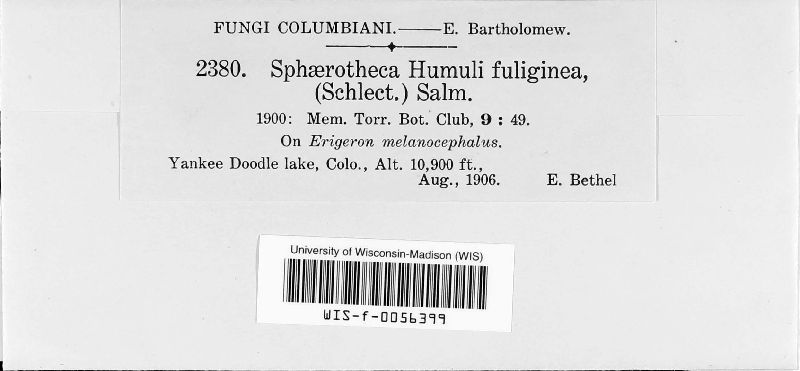 FUNGI COLUMBIANI.——E. Bartholomew.
2380. Sphærotheca Humuli fuliginea,
(Schlect.) Salm.
1900: Mem. Torr. Bot. Club, 9 : 49.
On Erigeron melanocephalus.
Yankee Doodle lake, Colo., Alt. 10,900 ft.,
Aug., 1906. E. Bethel
University of Wisconsin-Madison (WIS)
WIS-f-0056399